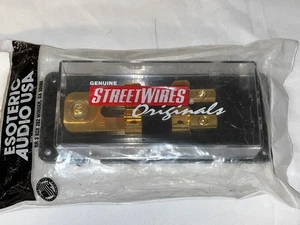 GENUINE
STREETWIRES
Originals
ESOTERIC
AUDIO USA